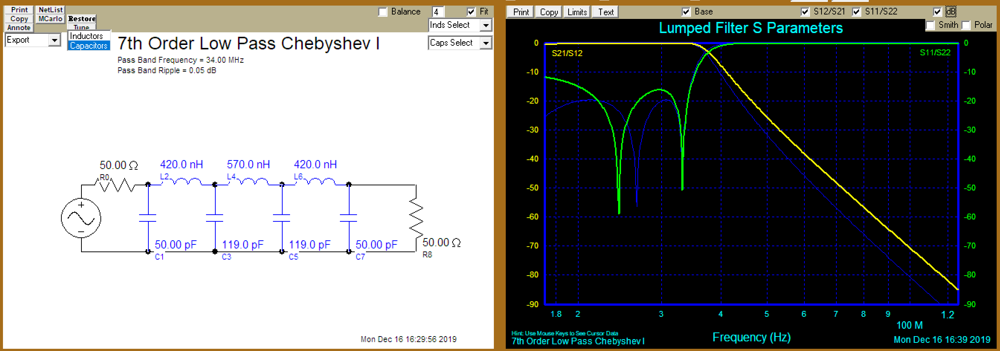 Print NetList
Copy MCarlo Restore
Annote Tune
Export
Inductors
Capacitors
Balance 4 Fit
Inds Select
Caps Select
7th Order Low Pass Chebyshev I
Pass Band Frequency = 34.00 MHz
Pass Band Ripple = 0.05 dB
50.00 Ω 420.0 nH 570.0 nH 420.0 nH
R0 L2 L4 L6
+
−
50.00 pF 119.0 pF 119.0 pF 50.00 pF 50.00 Ω
C1 C3 C5 C7 R8
Mon Dec 16 16:29:56 2019
Print Copy Limits Text Base S12/S21 S11/S22 dB
Smith Polar
Lumped Filter S Parameters
S21/S12 S11/S22
0 0
-10 -10
-20 -20
-30 -30
-40 -40
-50 -50
-60 -60
-70 -70
-80 -80
-90 -90
1.8 2 3 4 5 6 7 8 9 1.2
100 M
Hint: Use Mouse Keys to See Cursor Data
Frequency (Hz)
7th Order Low Pass Chebyshev I
Mon Dec 16 16:39 2019